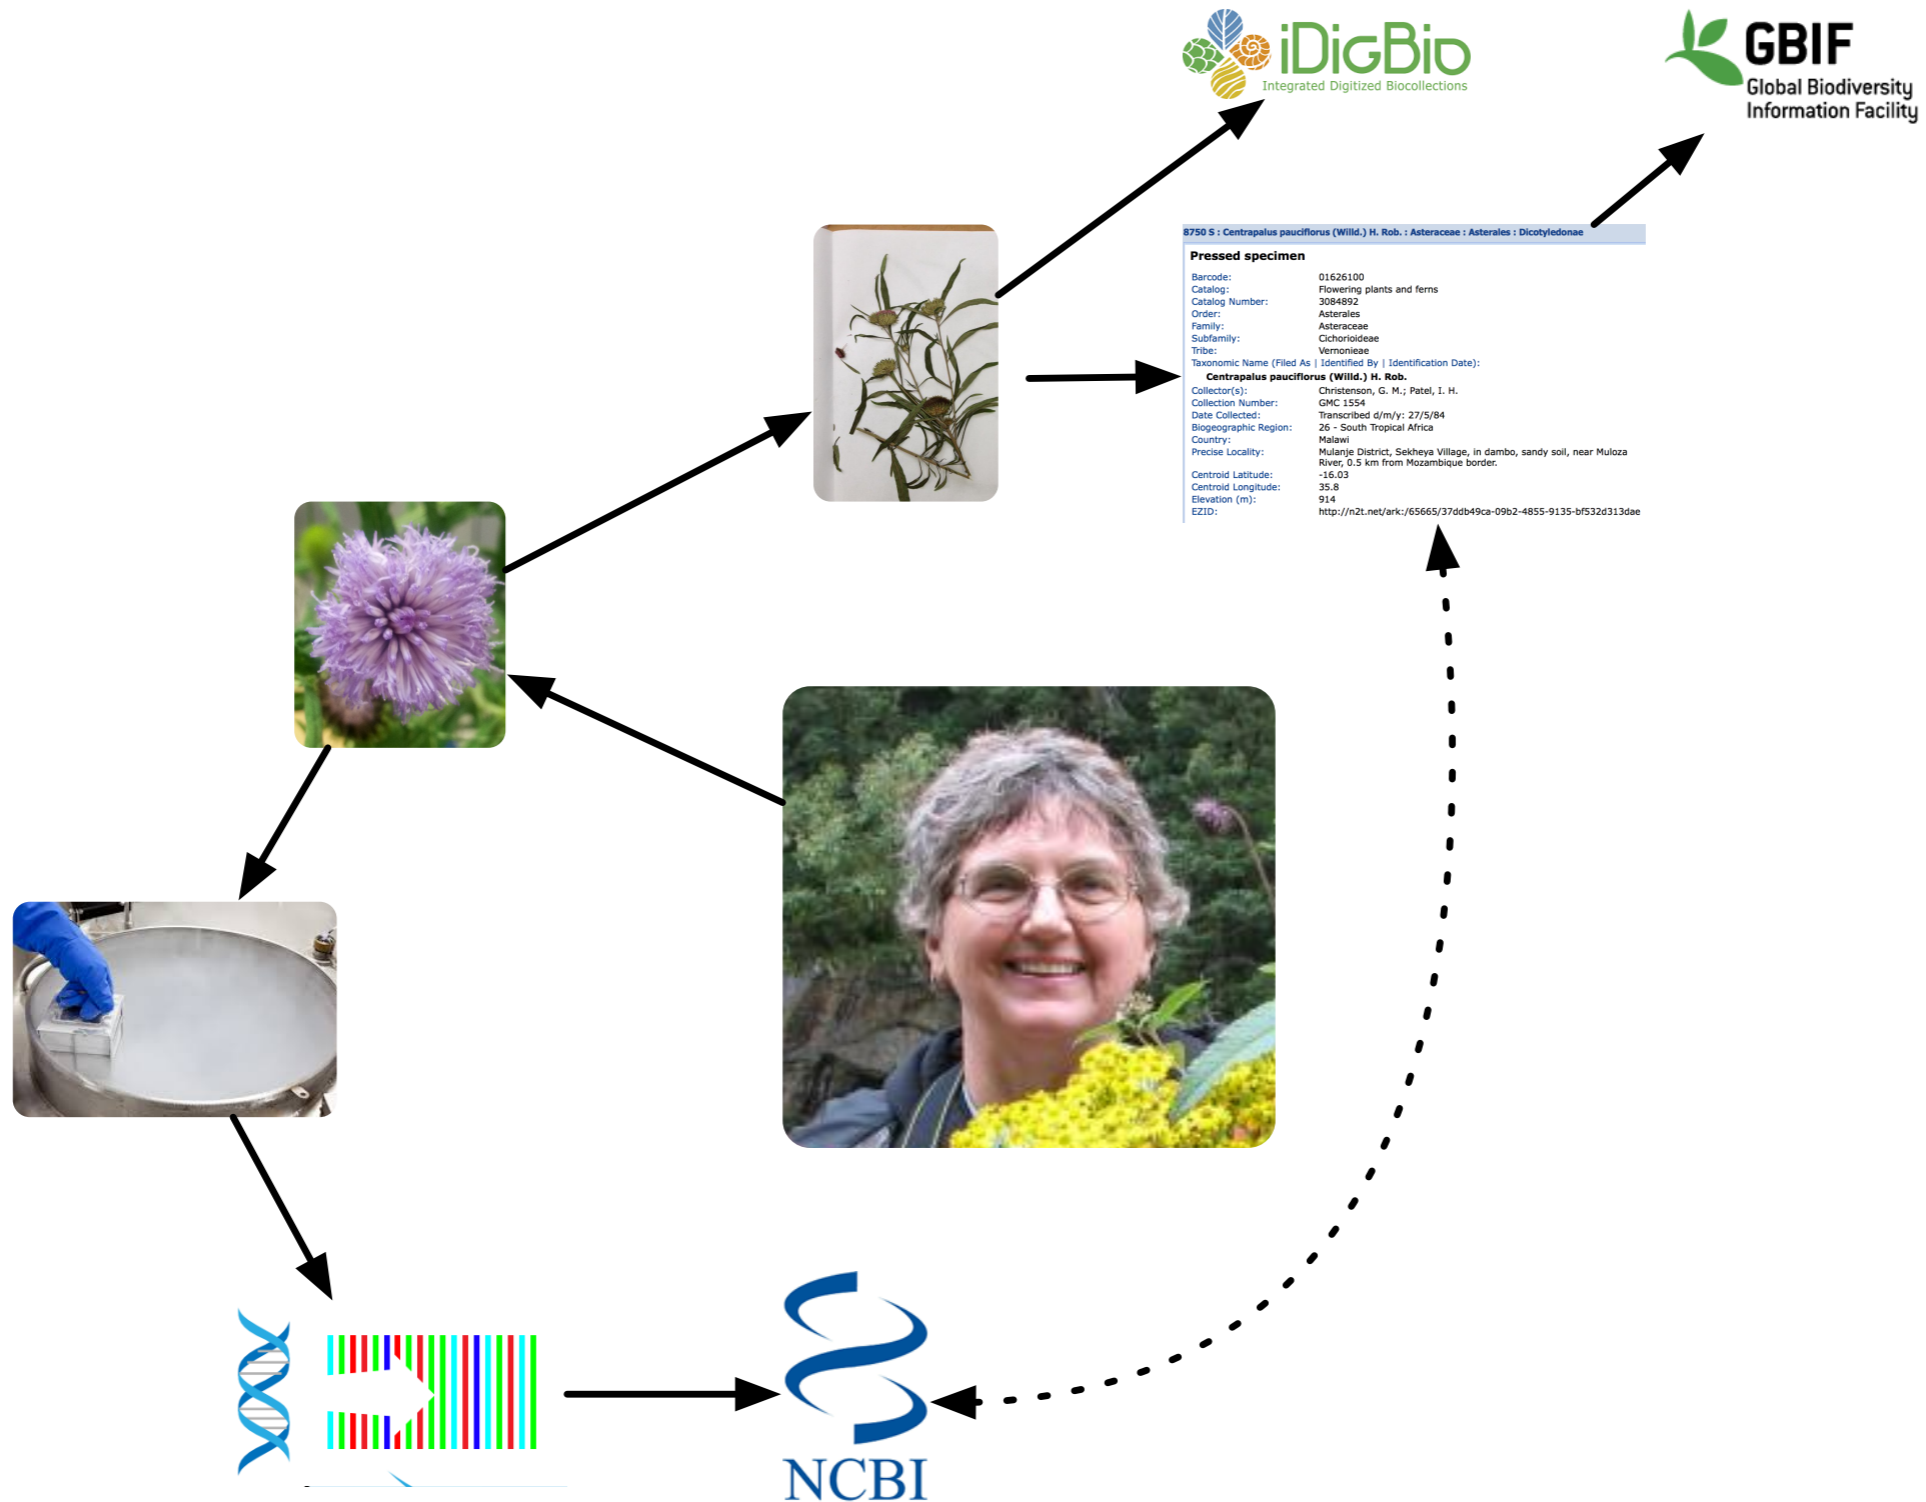 iDigBio
Integrated Digitized Biocollections
GBIF
Global Biodiversity
Information Facility
8750 S : Centrapalus pauciflorus (Willd.) H. Rob. : Asteraceae : Asterales : Dicotyledonae
Pressed specimen
Barcode: 01626100
Catalog: Flowering plants and ferns
Catalog Number: 3084892
Order: Asterales
Family: Asteraceae
Subfamily: Cichorioideae
Tribe: Vernonieae
Taxonomic Name (Filed As | Identified By | Identification Date):
Centrapalus pauciflorus (Willd.) H. Rob.
Collector(s): Christenson, G. M.; Patel, I. H.
Collection Number: GMC 1554
Date Collected: Transcribed d/m/y: 27/5/84
Biogeographic Region: 26 - South Tropical Africa
Country: Malawi
Precise Locality: Mulanje District, Sekheya Village, in dambo, sandy soil, near Muloza
River, 0.5 km from Mozambique border.
Centroid Latitude: -16.03
Centroid Longitude: 35.8
Elevation (m): 914
EZID: http://n2t.net/ark:/65665/37ddb49ca-09b2-4855-9135-bf532d313dae
NCBI